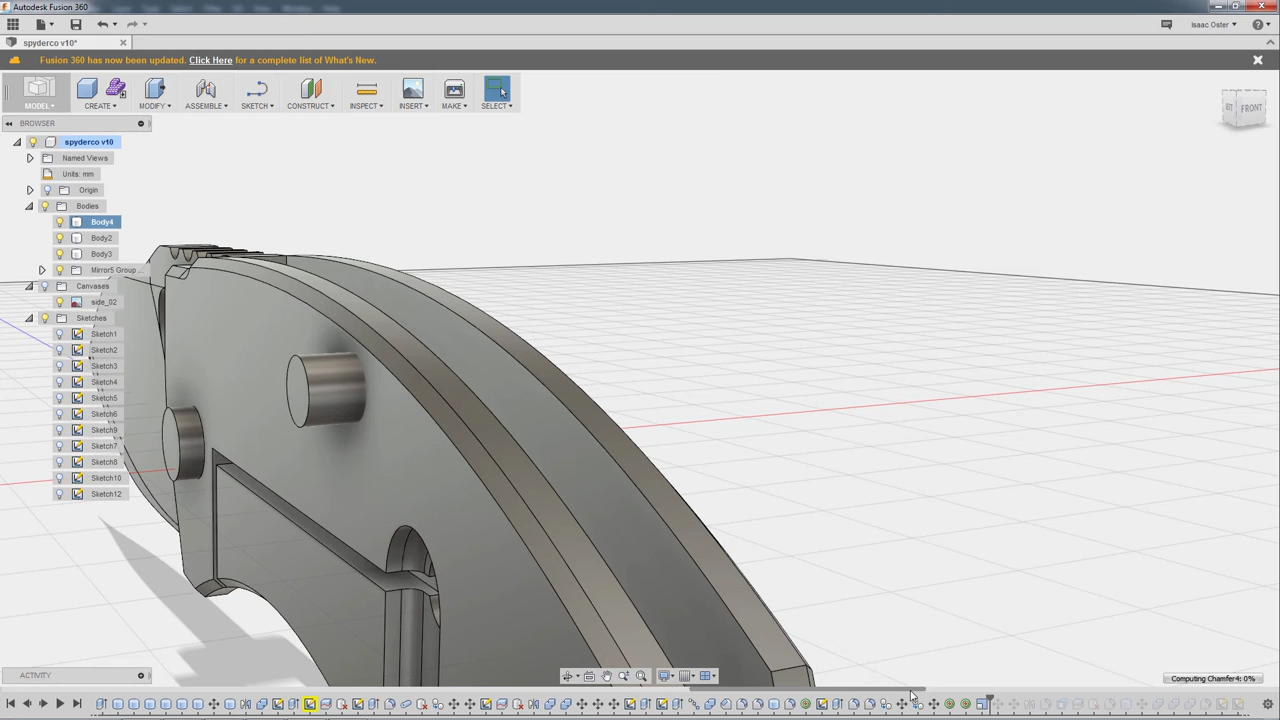 Autodesk Fusion 360
Isaac Oster
spyderco v10*
Fusion 360 has now been updated. Click Here for a complete list of What's New.
MODEL
CREATE
MODIFY
ASSEMBLE
SKETCH
CONSTRUCT
INSPECT
INSERT
MAKE
SELECT
FRONT
BROWSER
spyderco v10
Named Views
Units: mm
Origin
Bodies
Body4
Body2
Body3
Mirror5 Group ...
Canvases
side_02
Sketches
Sketch1
Sketch2
Sketch3
Sketch4
Sketch5
Sketch6
Sketch9
Sketch7
Sketch8
Sketch10
Sketch12
ACTIVITY
Computing Chamfer4: 0%